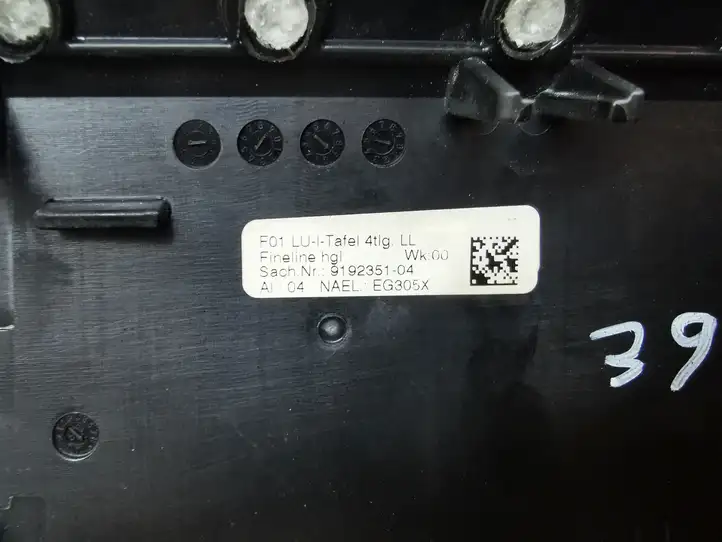 F01 LU-I-Tafel 4tlg. LL
Fineline hgl Wk:00
Sach.Nr.: 9192351-04
AI 04 NAEL.: EG305X
39